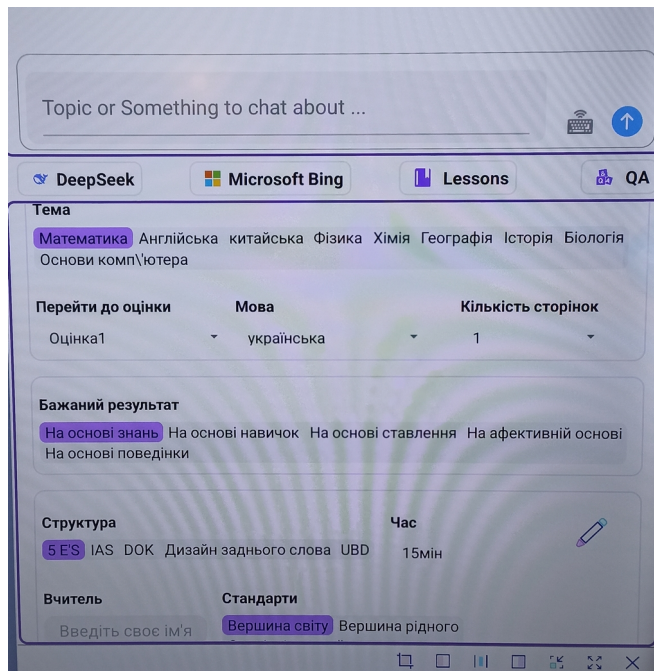 Topic or Something to chat about ...
DeepSeek Microsoft Bing Lessons QA
Тема
Математика Англійська китайська Фізика Хімія Географія Історія Біологія
Основи комп\'ютера
Перейти до оцінки Мова Кількість сторінок
Оцінка1 українська 1
Бажаний результат
На основі знань На основі навичок На основі ставлення На афективній основі
На основі поведінки
Структура Час
5 E'S IAS DOK Дизайн заднього слова UBD 15мін
Вчитель Стандарти
Введіть своє ім'я Вершина світу Вершина рідного